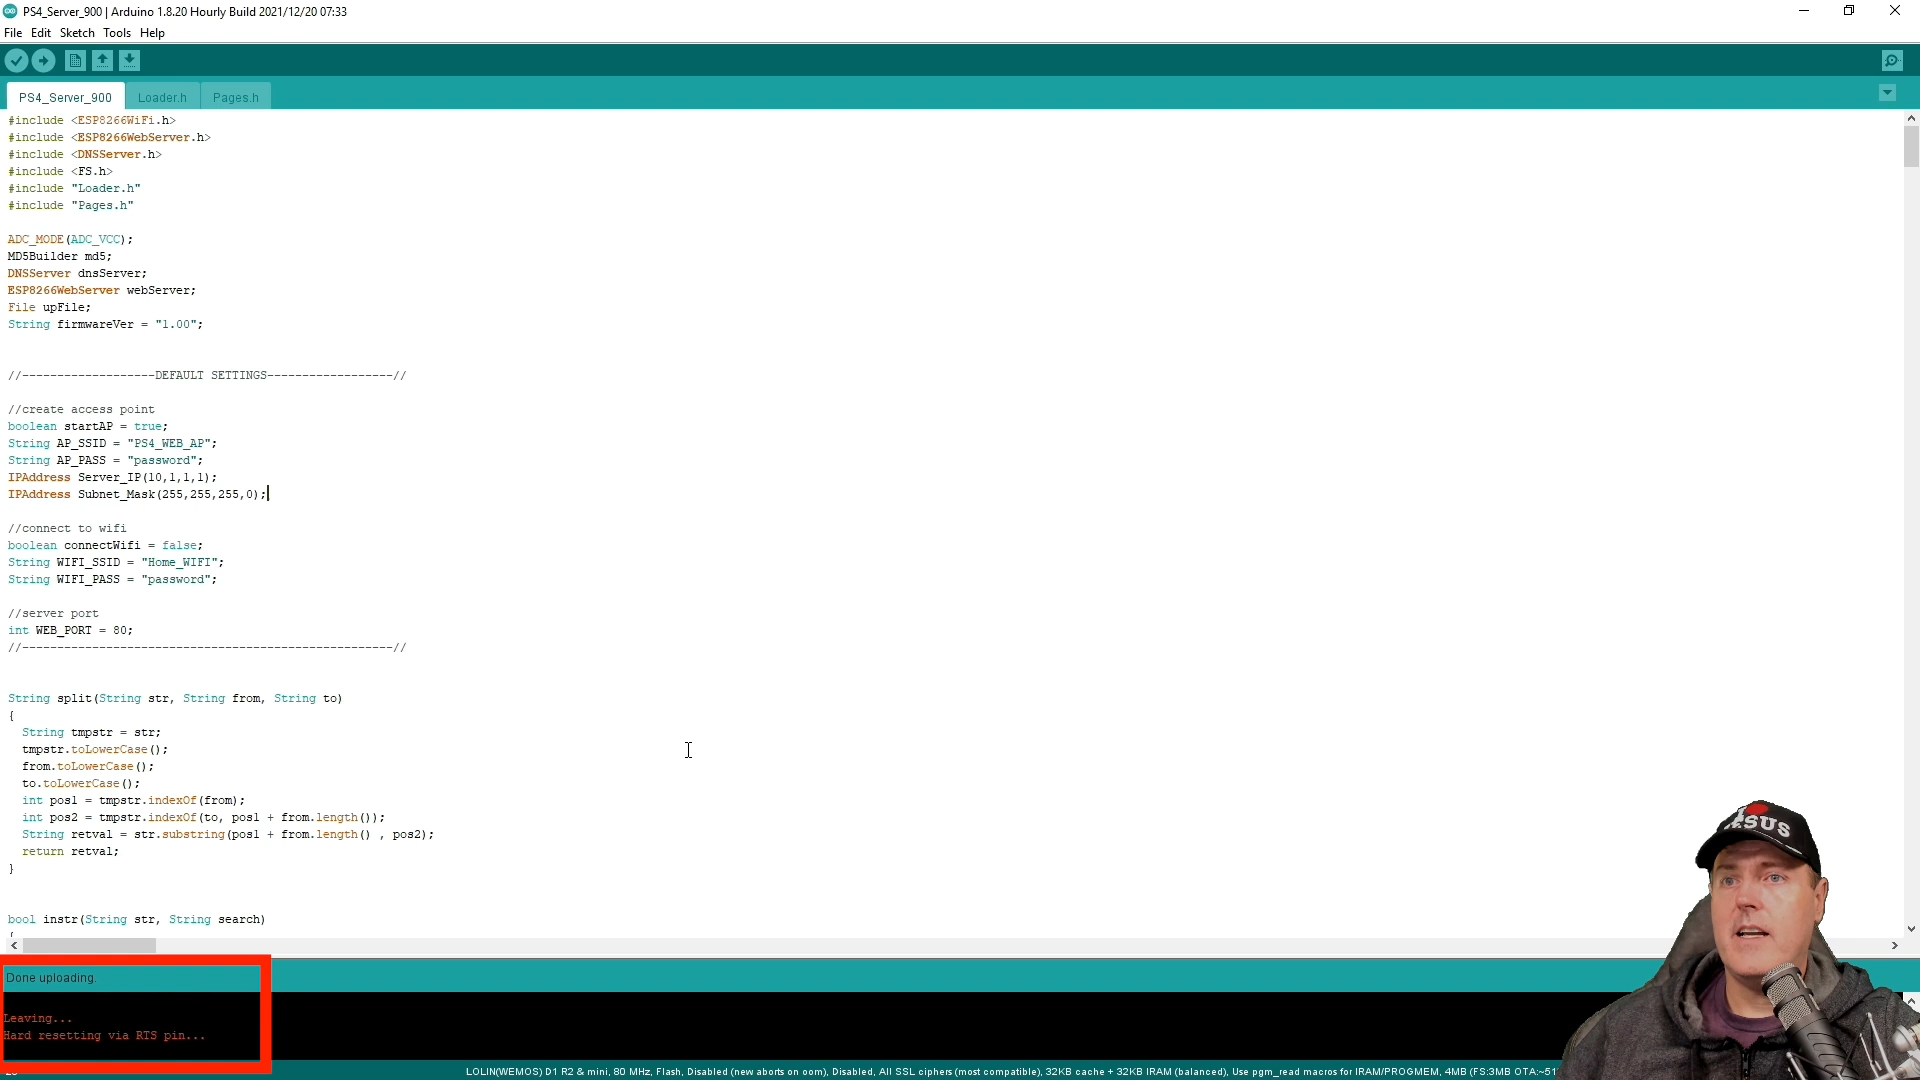 PS4_Server_900 | Arduino 1.8.20 Hourly Build 2021/12/20 07:33
File Edit Sketch Tools Help
PS4_Server_900 Loader.h Pages.h
#include <ESP8266WiFi.h>
#include <ESP8266WebServer.h>
#include <DNSServer.h>
#include <FS.h>
#include "Loader.h"
#include "Pages.h"
ADC_MODE(ADC_VCC);
MD5Builder md5;
DNSServer dnsServer;
ESP8266WebServer webServer;
File upFile;
String firmwareVer = "1.00";
//-------------------DEFAULT SETTINGS------------------//
//create access point
boolean startAP = true;
String AP_SSID = "PS4_WEB_AP";
String AP_PASS = "password";
IPAddress Server_IP(10,1,1,1);
IPAddress Subnet_Mask(255,255,255,0);
//connect to wifi
boolean connectWifi = false;
String WIFI_SSID = "Home_WIFI";
String WIFI_PASS = "password";
//server port
int WEB_PORT = 80;
//-----------------------------------------------------//
String split(String str, String from, String to)
{
  String tmpstr = str;
  tmpstr.toLowerCase();
  from.toLowerCase();
  to.toLowerCase();
  int pos1 = tmpstr.indexOf(from);
  int pos2 = tmpstr.indexOf(to, pos1 + from.length());
  String retval = str.substring(pos1 + from.length() , pos2);
  return retval;
}
bool instr(String str, String search)
{
Done uploading.
Leaving...
Hard resetting via RTS pin...
LOLIN(WEMOS) D1 R2 & mini, 80 MHz, Flash, Disabled (new aborts on oom), Disabled, All SSL ciphers (most compatible), 32KB cache + 32KB IRAM (balanced), Use pgm_read macros for IRAM/PROGMEM, 4MB (FS:3MB OTA:~51